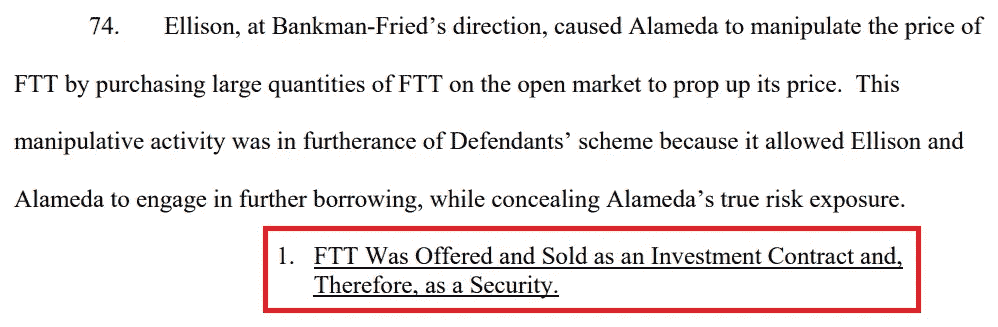 74. Ellison, at Bankman-Fried’s direction, caused Alameda to manipulate the price of
FTT by purchasing large quantities of FTT on the open market to prop up its price. This
manipulative activity was in furtherance of Defendants’ scheme because it allowed Ellison and
Alameda to engage in further borrowing, while concealing Alameda’s true risk exposure.
1. FTT Was Offered and Sold as an Investment Contract and,
Therefore, as a Security.